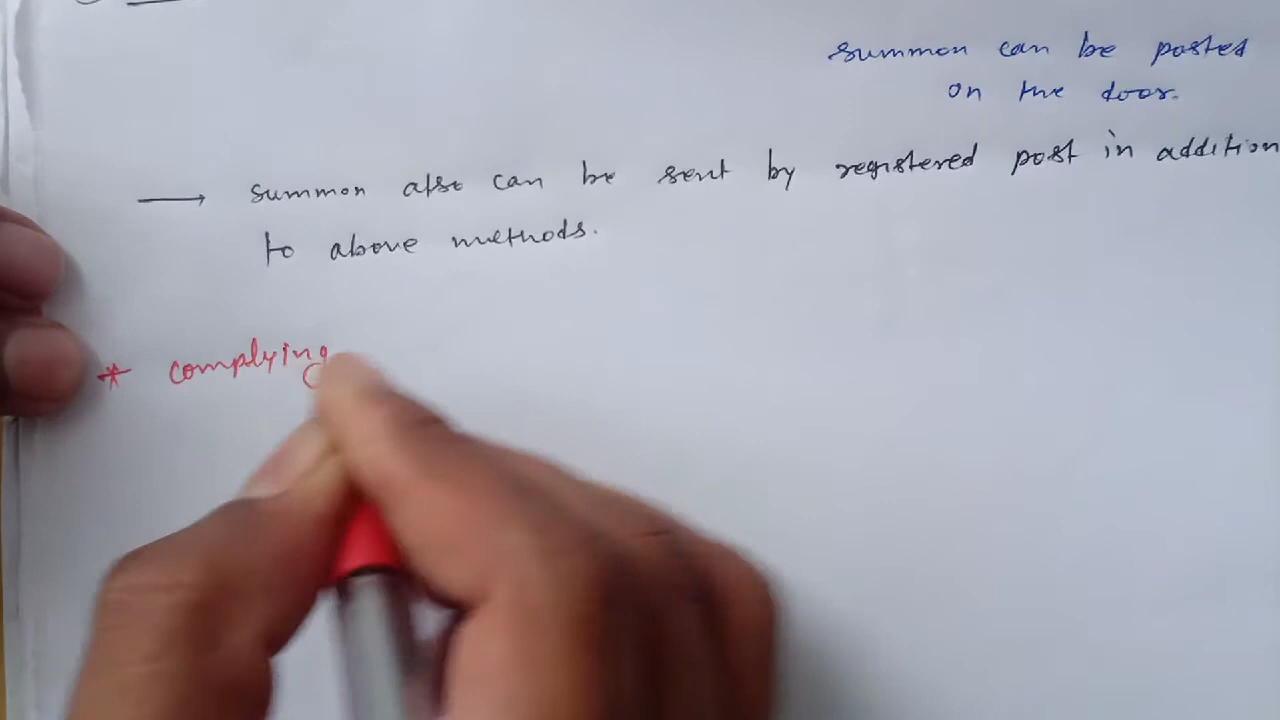 summon can be posted
on the door.
→ summon also can be sent by registered post in addition
to above methods.
* complying